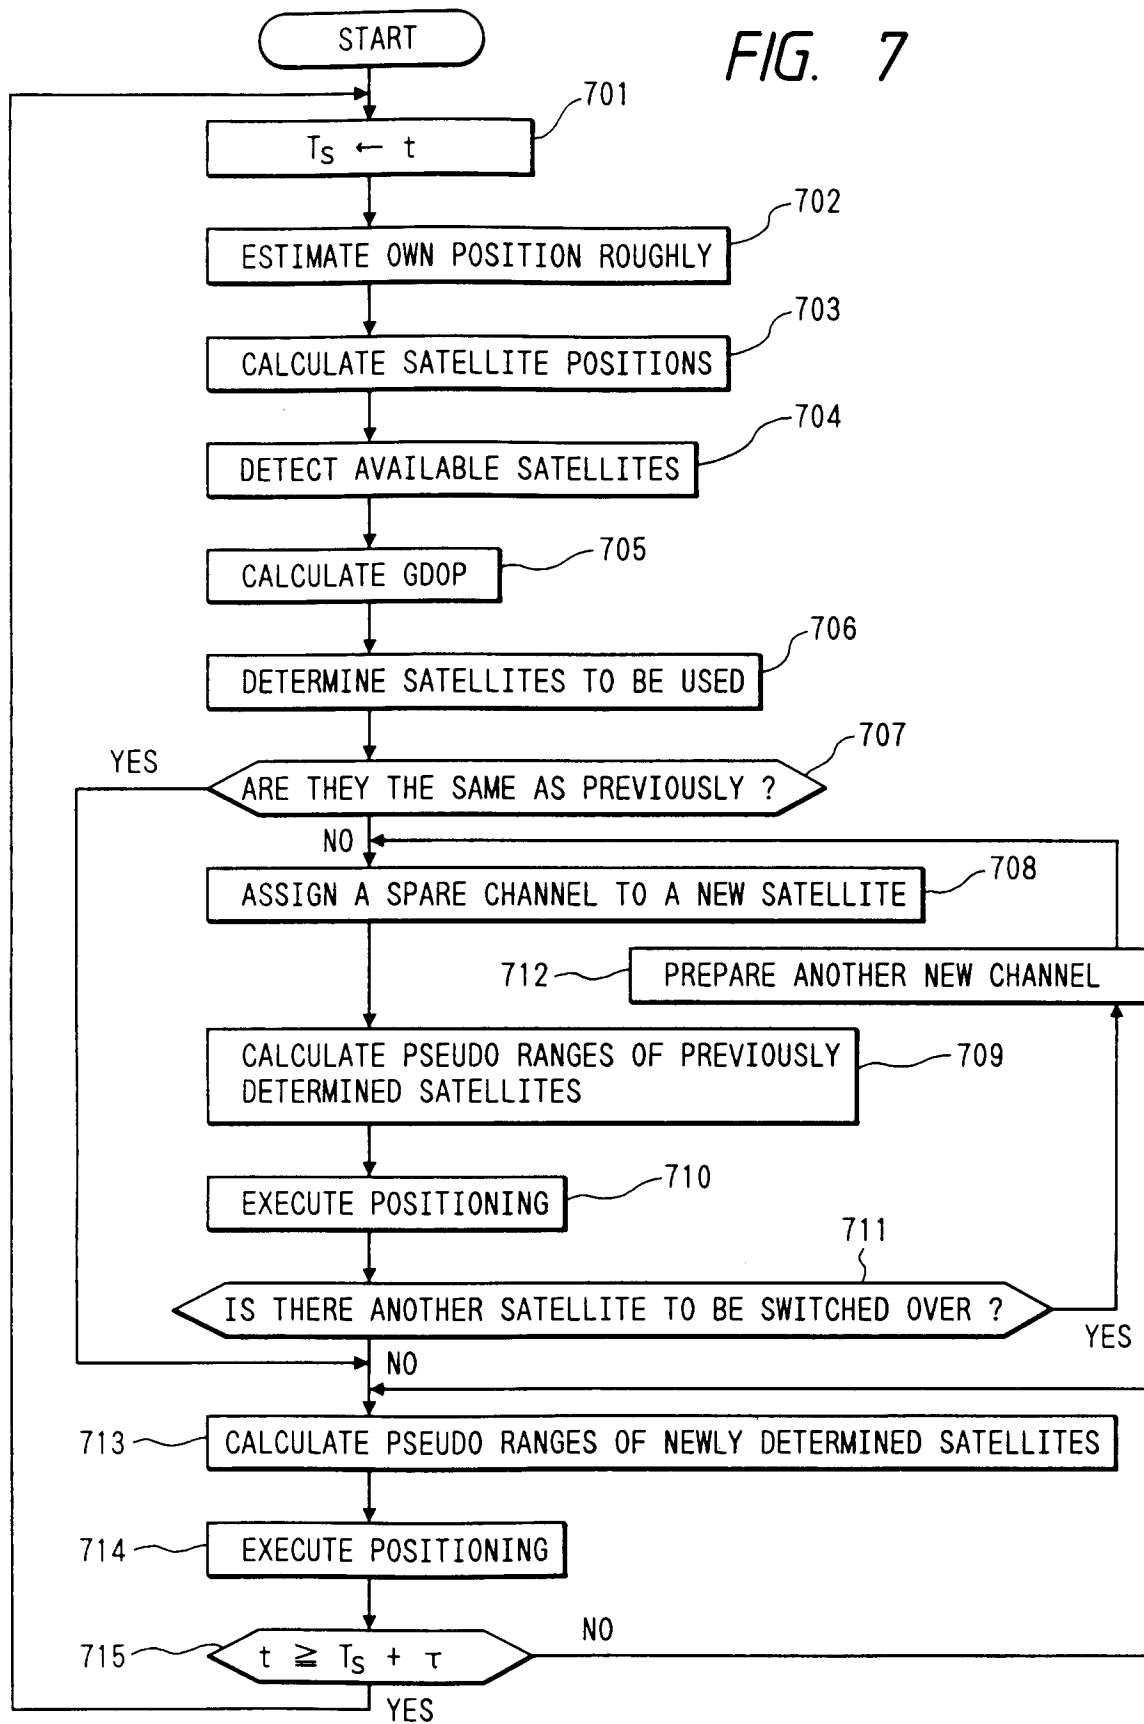 FIG. 7
START
701
Ts ← t
702
ESTIMATE OWN POSITION ROUGHLY
703
CALCULATE SATELLITE POSITIONS
704
DETECT AVAILABLE SATELLITES
705
CALCULATE GDOP
706
DETERMINE SATELLITES TO BE USED
707
YES
ARE THEY THE SAME AS PREVIOUSLY ?
NO
708
ASSIGN A SPARE CHANNEL TO A NEW SATELLITE
712
PREPARE ANOTHER NEW CHANNEL
709
CALCULATE PSEUDO RANGES OF PREVIOUSLY
DETERMINED SATELLITES
710
EXECUTE POSITIONING
711
IS THERE ANOTHER SATELLITE TO BE SWITCHED OVER ?
YES
NO
713
CALCULATE PSEUDO RANGES OF NEWLY DETERMINED SATELLITES
714
EXECUTE POSITIONING
715
t ≧ Ts + τ
NO
YES